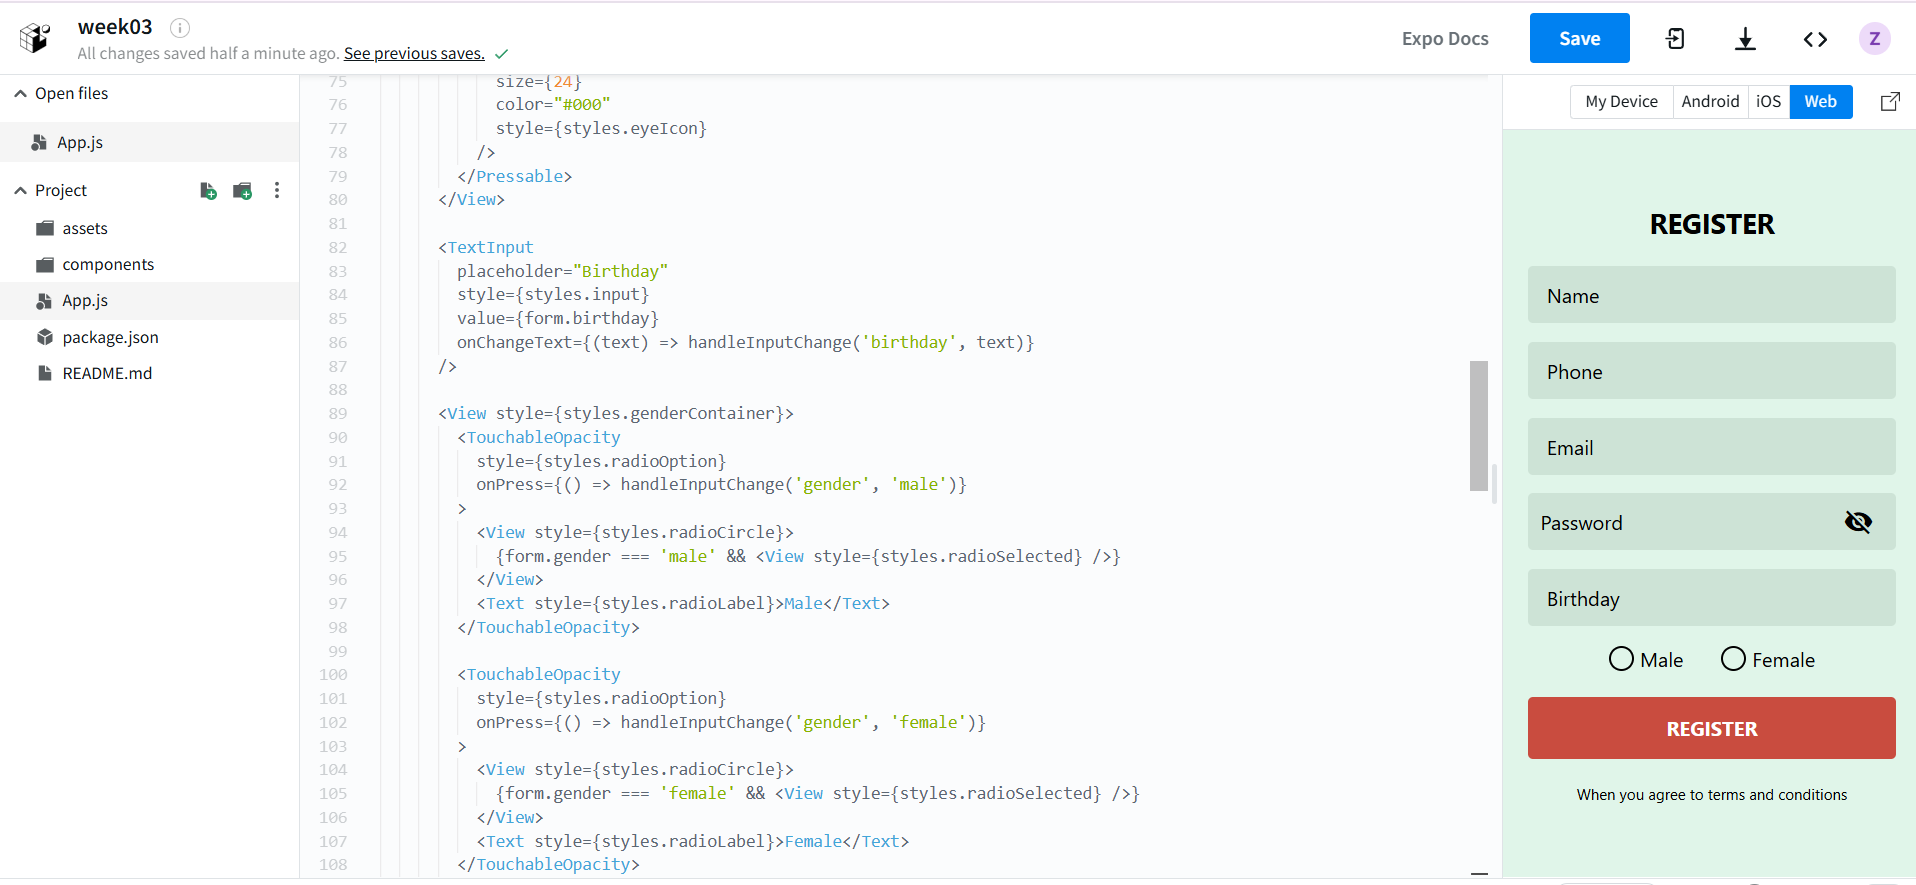 week03
All changes saved half a minute ago. See previous saves.
Expo Docs
Save
Z
Open files
App.js
Project
assets
components
App.js
package.json
README.md
75 size={24}
76 color="#000"
77 style={styles.eyeIcon}
78 />
79 </Pressable>
80 </View>
81
82 <TextInput
83 placeholder="Birthday"
84 style={styles.input}
85 value={form.birthday}
86 onChangeText={(text) => handleInputChange('birthday', text)}
87 />
88
89 <View style={styles.genderContainer}>
90 <TouchableOpacity
91 style={styles.radioOption}
92 onPress={() => handleInputChange('gender', 'male')}
93 >
94 <View style={styles.radioCircle}>
95 {form.gender === 'male' && <View style={styles.radioSelected} />}
96 </View>
97 <Text style={styles.radioLabel}>Male</Text>
98 </TouchableOpacity>
99
100 <TouchableOpacity
101 style={styles.radioOption}
102 onPress={() => handleInputChange('gender', 'female')}
103 >
104 <View style={styles.radioCircle}>
105 {form.gender === 'female' && <View style={styles.radioSelected} />}
106 </View>
107 <Text style={styles.radioLabel}>Female</Text>
108 </TouchableOpacity>
My Device
Android
iOS
Web
REGISTER
Name
Phone
Email
Password
Birthday
Male Female
REGISTER
When you agree to terms and conditions